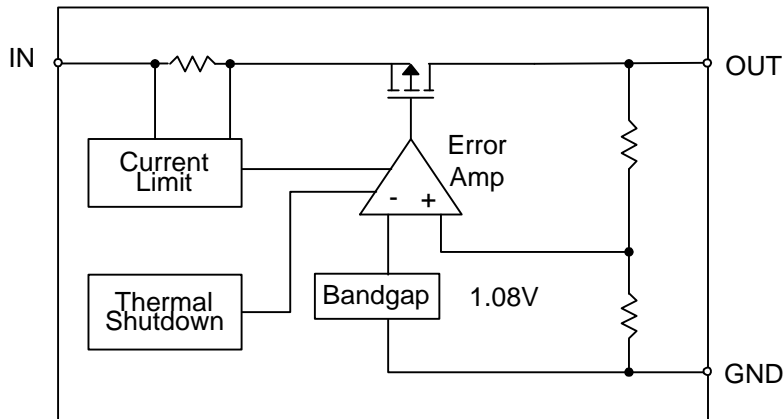 IN
OUT
Current
Limit
Error
Amp
- +
Thermal
Shutdown
Bandgap
1.08V
GND